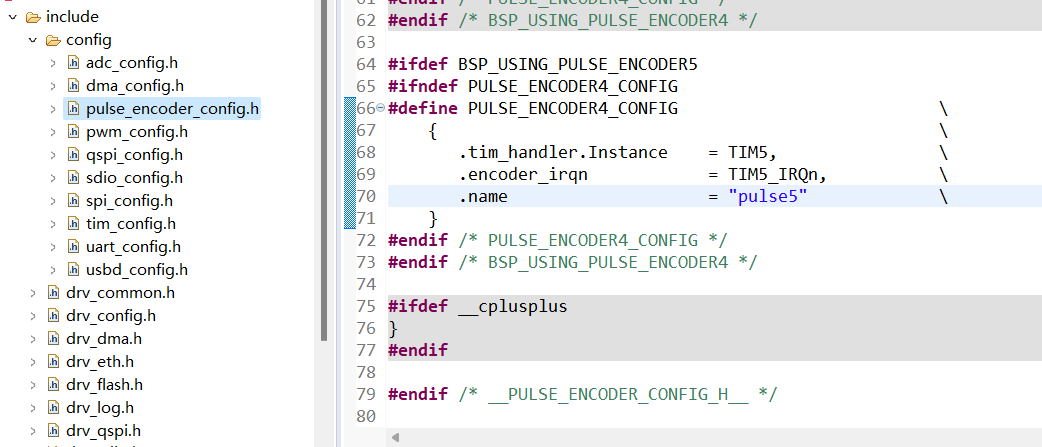 include
config
adc_config.h
dma_config.h
pulse_encoder_config.h
pwm_config.h
qspi_config.h
sdio_config.h
spi_config.h
tim_config.h
uart_config.h
usbd_config.h
drv_common.h
drv_config.h
drv_dma.h
drv_eth.h
drv_flash.h
drv_log.h
drv_qspi.h
61 #endif /* PULSE_ENCODER4_CONFIG */
62 #endif /* BSP_USING_PULSE_ENCODER4 */
63
64 #ifdef BSP_USING_PULSE_ENCODER5
65 #ifndef PULSE_ENCODER4_CONFIG
66 #define PULSE_ENCODER4_CONFIG \
67 { \
68 .tim_handler.Instance = TIM5, \
69 .encoder_irqn = TIM5_IRQn, \
70 .name = "pulse5" \
71 }
72 #endif /* PULSE_ENCODER4_CONFIG */
73 #endif /* BSP_USING_PULSE_ENCODER4 */
74
75 #ifdef __cplusplus
76 }
77 #endif
78
79 #endif /* __PULSE_ENCODER_CONFIG_H__ */
80